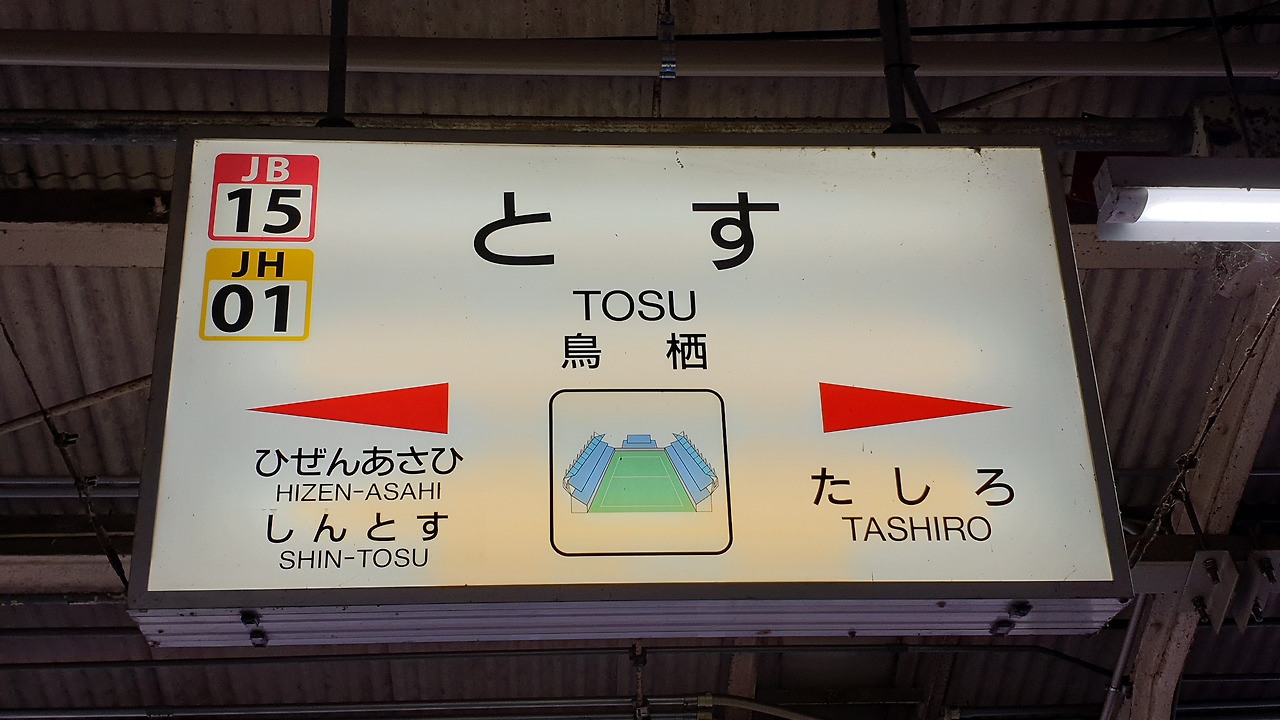 JB
15
JH
01
とす
TOSU
鳥栖
ひぜんあさひ
HIZEN-ASAHI
しんとす
SHIN-TOSU
たしろ
TASHIRO